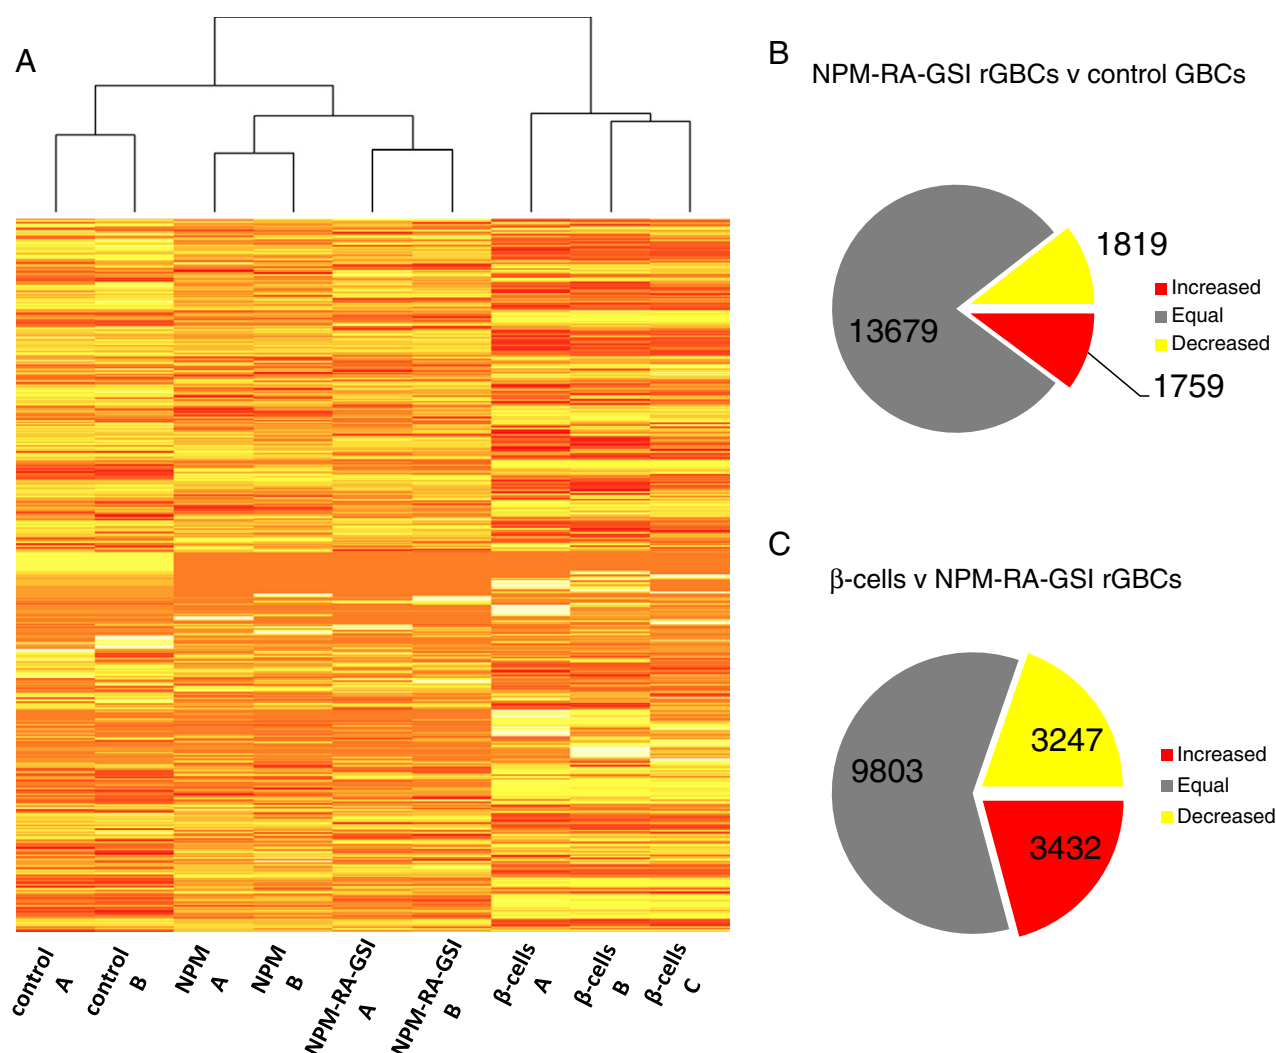 A
control
A
control
B
NPM
A
NPM
B
NPM-RA-GSI
A
NPM-RA-GSI
B
β-cells
A
β-cells
B
β-cells
C
B
NPM-RA-GSI rGBCs v control GBCs
1819
13679
1759
Increased
Equal
Decreased
C
β-cells v NPM-RA-GSI rGBCs
3247
9803
3432
Increased
Equal
Decreased